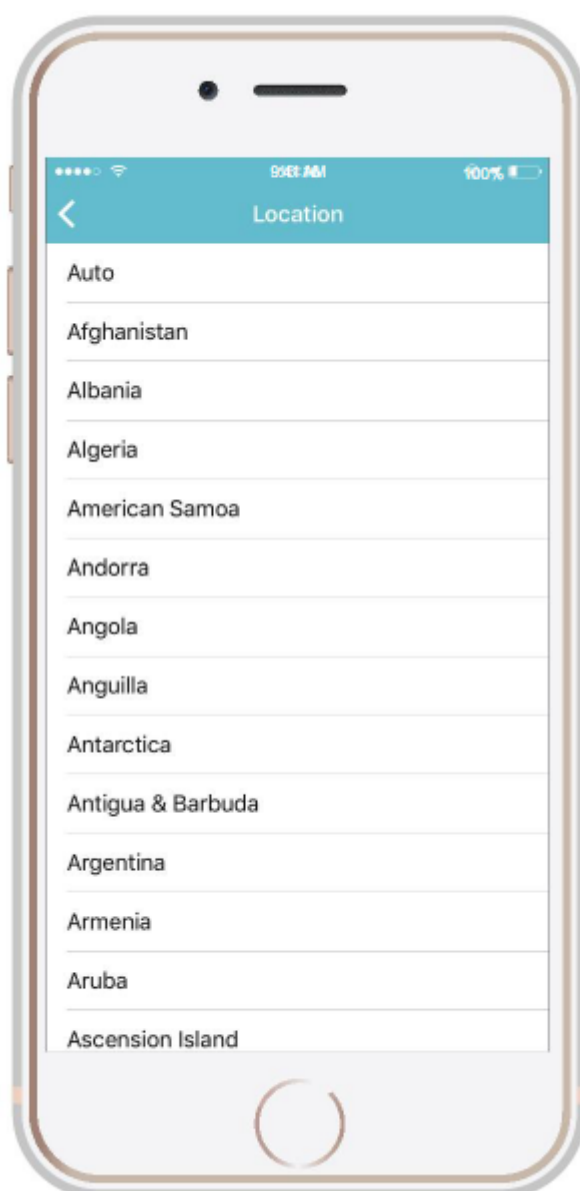 100%
Location
Auto
Afghanistan
Albania
Algeria
American Samoa
Andorra
Angola
Anguilla
Antarctica
Antigua & Barbuda
Argentina
Armenia
Aruba
Ascension Island